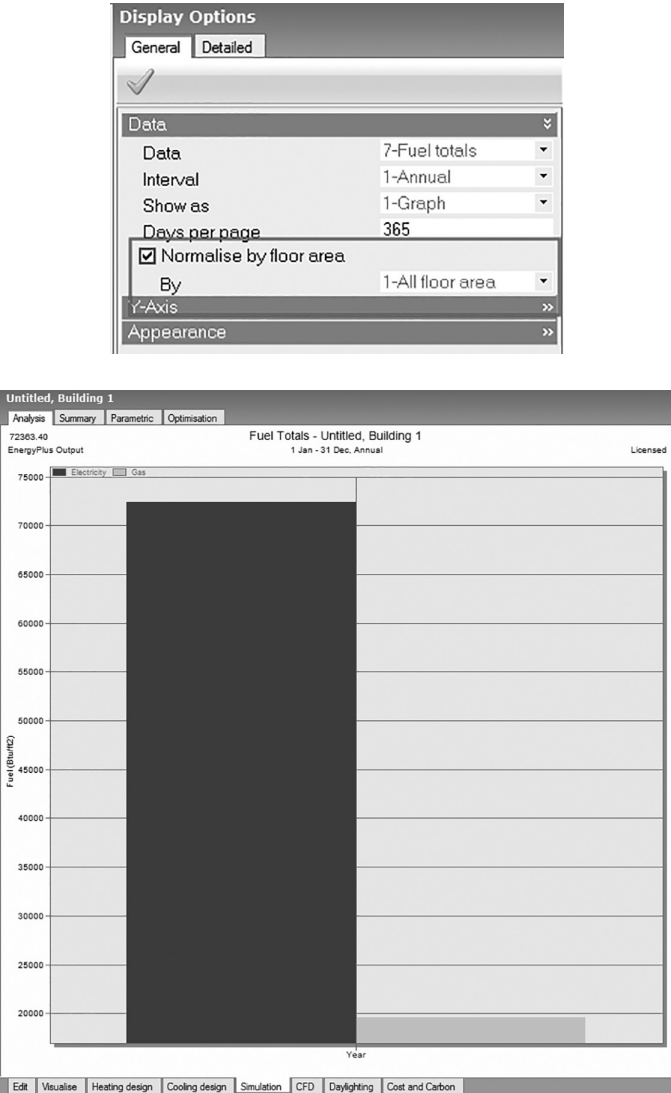 Display Options
General Detailed
Data
Data 7-Fuel totals
Interval 1-Annual
Show as 1-Graph
Days per page 365
Normalise by floor area
By 1-All floor area
Y-Axis
Appearance
Untitled, Building 1
Analysis Summary Parametric Optimisation
72363.40 Fuel Totals - Untitled, Building 1
EnergyPlus Output 1 Jan - 31 Dec, Annual Licensed
Electricity Gas
75000
70000
65000
60000
55000
50000
45000
40000
35000
30000
25000
20000
Fuel (Btu/ft2)
Year
Edit Visualise Heating design Cooling design Simulation CFD Daylighting Cost and Carbon